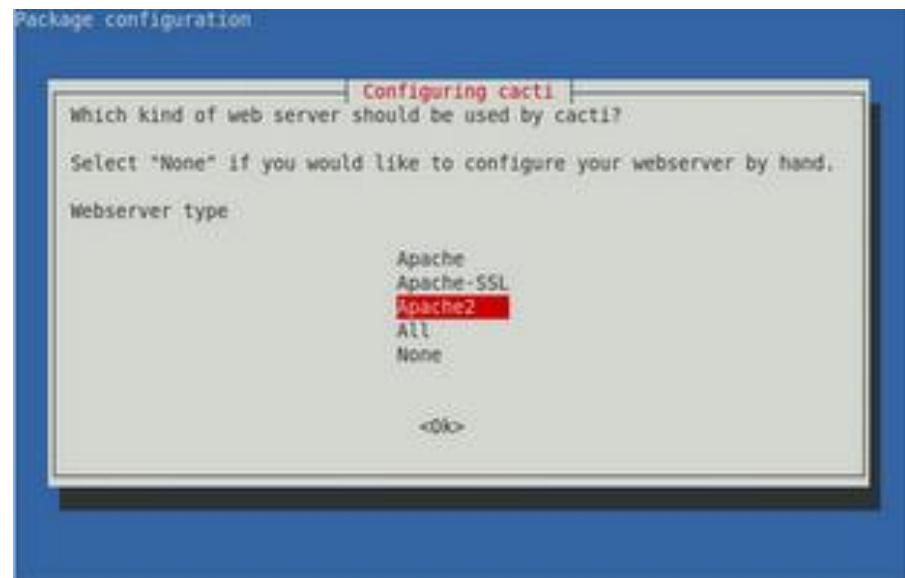 Package configuration
Configuring cacti
Which kind of web server should be used by cacti?
Select "None" if you would like to configure your webserver by hand.
Webserver type
Apache
Apache-SSL
Apache2
All
None
<Ok>